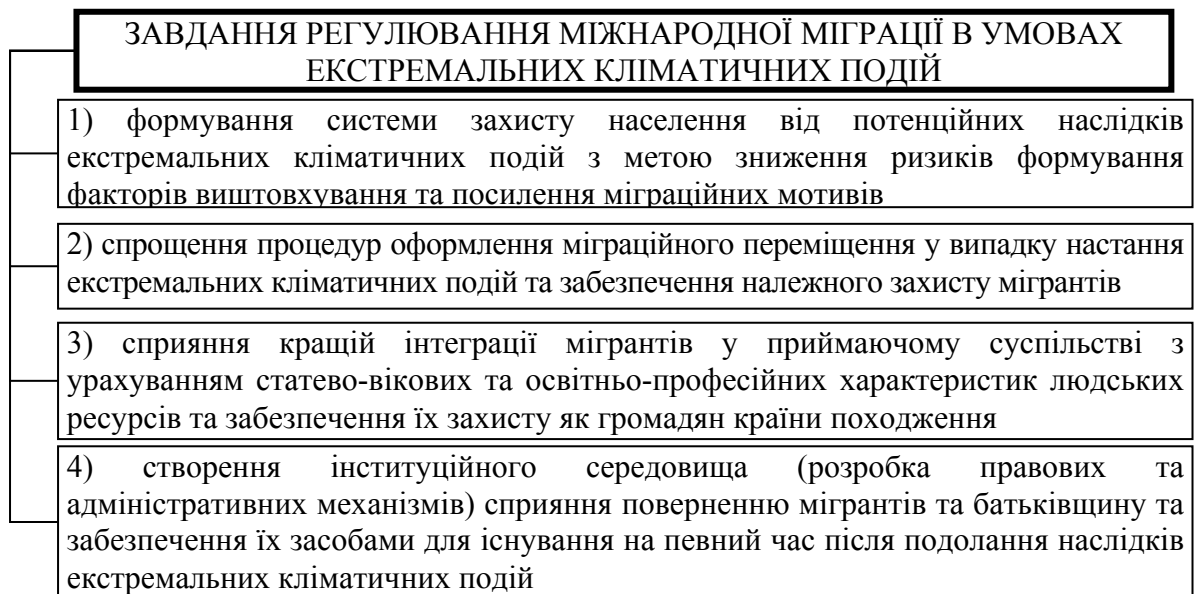 ЗАВДАННЯ РЕГУЛЮВАННЯ МІЖНАРОДНОЇ МІГРАЦІЇ В УМОВАХ
ЕКСТРЕМАЛЬНИХ КЛІМАТИЧНИХ ПОДІЙ
1) формування системи захисту населення від потенційних наслідків
екстремальних кліматичних подій з метою зниження ризиків формування
факторів виштовхування та посилення міграційних мотивів
2) спрощення процедур оформлення міграційного переміщення у випадку настання
екстремальних кліматичних подій та забезпечення належного захисту мігрантів
3) сприяння кращій інтеграції мігрантів у приймаючому суспільстві з
урахуванням статево-вікових та освітньо-професійних характеристик людських
ресурсів та забезпечення їх захисту як громадян країни походження
4) створення інституційного середовища (розробка правових та
адміністративних механізмів) сприяння поверненню мігрантів та батьківщину та
забезпечення їх засобами для існування на певний час після подолання наслідків
екстремальних кліматичних подій